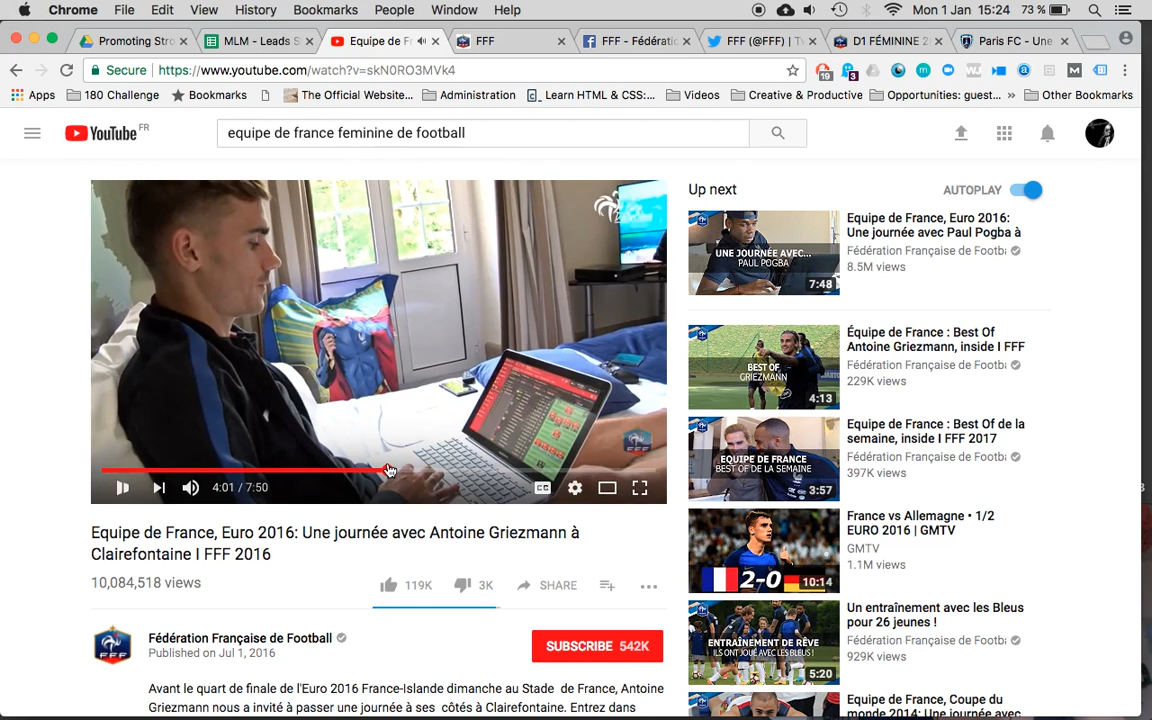 Chrome File Edit View History Bookmarks People Window Help
Mon 1 Jan 15:24 73 %
Promoting Stro
MLM - Leads S
Equipe de Fr
FFF
FFF - Fédératio
FFF (@FFF) | Tw
D1 FÉMININE 2
Paris FC - Une
Secure https://www.youtube.com/watch?v=skN0RO3MVk4
19
3
Apps 180 Challenge Bookmarks The Official Website... Administration Learn HTML & CSS:... Videos Creative & Productive Opportunities: guest... » Other Bookmarks
YouTube FR
equipe de france feminine de football
4:01 / 7:50
CC
Equipe de France, Euro 2016: Une journée avec Antoine Griezmann à
Clairefontaine I FFF 2016
10,084,518 views
119K 3K SHARE
FFF
Fédération Française de Football
Published on Jul 1, 2016
SUBSCRIBE 542K
Avant le quart de finale de l'Euro 2016 France-Islande dimanche au Stade de France, Antoine
Griezmann nous a invité à passer une journée à ses côtés à Clairefontaine. Entrez dans
Up next
AUTOPLAY
UNE JOURNÉE AVEC...
PAUL POGBA
7:48
Equipe de France, Euro 2016:
Une journée avec Paul Pogba à
Fédération Française de Footba
8.5M views
BEST OF
GRIEZMANN
4:13
Équipe de France : Best Of
Antoine Griezmann, inside I FFF
Fédération Française de Footba
229K views
EQUIPE DE FRANCE
BEST OF DE LA SEMAINE
3:57
Equipe de France : Best Of de la
semaine, inside I FFF 2017
Fédération Française de Footba
397K views
2-0
10:14
France vs Allemagne • 1/2
EURO 2016 | GMTV
GMTV
1.1M views
ENTRAÎNEMENT DE RÊVE
ILS ONT JOUÉ AVEC LES BLEUS !
5:20
Un entraînement avec les Bleus
pour 26 jeunes !
Fédération Française de Footba
929K views
Equipe de France, Coupe du
monde 2014: Une journée avec